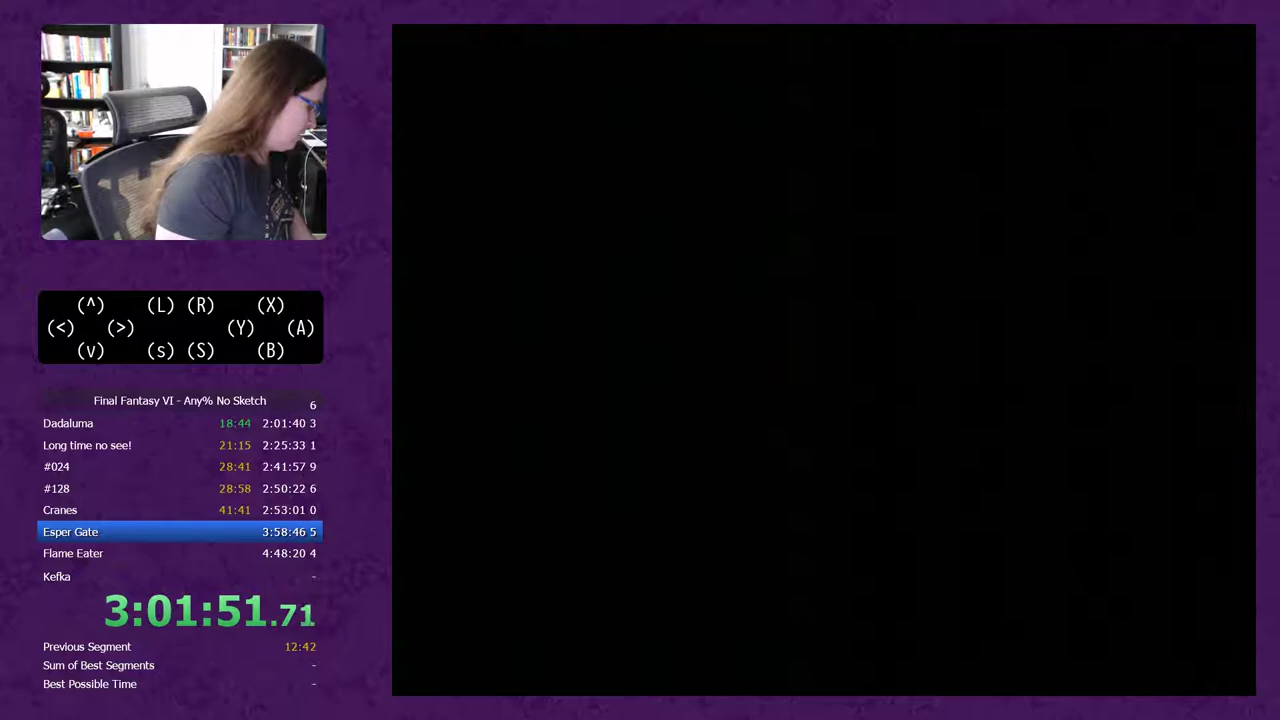 (^) (L) (R) (X)
(<) (>) (Y) (A)
(v) (s) (S) (B)
Final Fantasy VI - Any% No Sketch
6
Dadaluma 18:44 2:01:40 3
Long time no see! 21:15 2:25:33 1
#024 28:41 2:41:57 9
#128 28:58 2:50:22 6
Cranes 41:41 2:53:01 0
Esper Gate 3:58:46 5
Flame Eater 4:48:20 4
Kefka -
3:01:51.71
Previous Segment 12:42
Sum of Best Segments -
Best Possible Time -